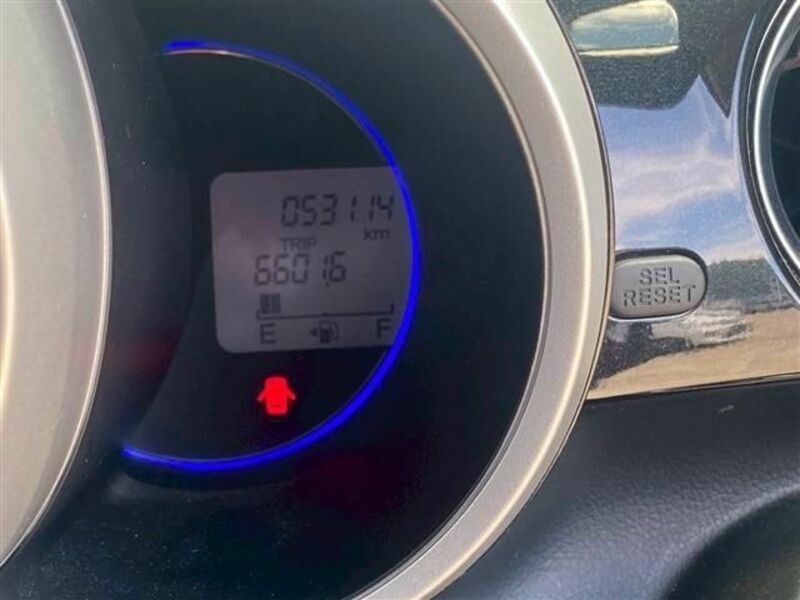 053114
km
TRIP
6601.6
E F
SEL
RESET